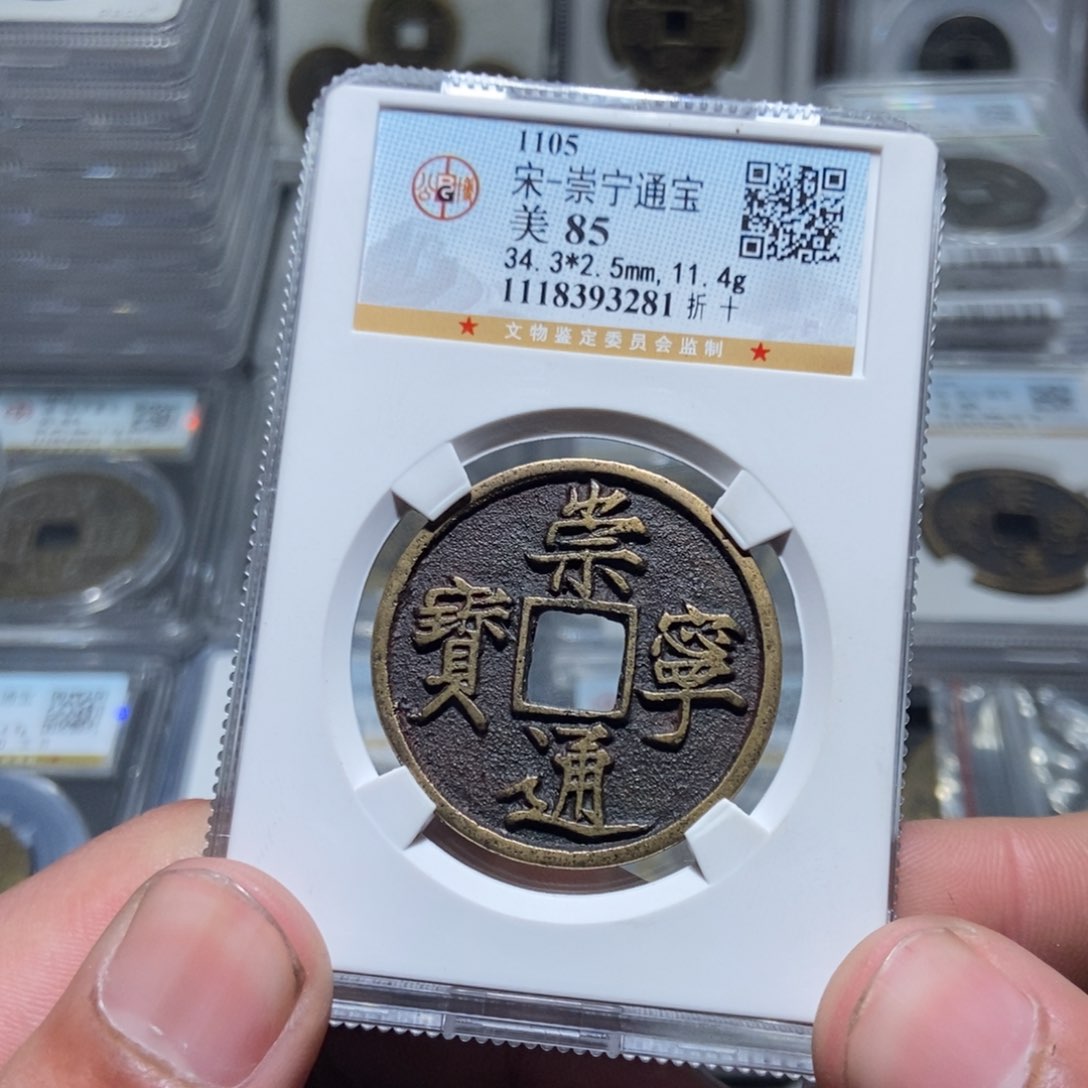 1105
宋-崇宁通宝
美 85
34.3*2.5mm, 11.4g
1118393281 折十
G
★ 文物鉴定委员会监制 ★
崇
寧
通
寳